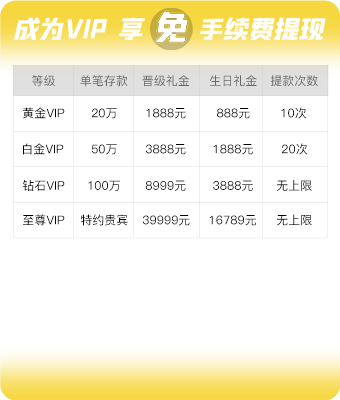 成为VIP 享 免 手续费提现
等级 单笔存款 晋级礼金 生日礼金 提款次数
黄金VIP 20万 1888元 888元 10次
白金VIP 50万 3888元 1888元 20次
钻石VIP 100万 8999元 3888元 无上限
至尊VIP 特约贵宾 39999元 16789元 无上限